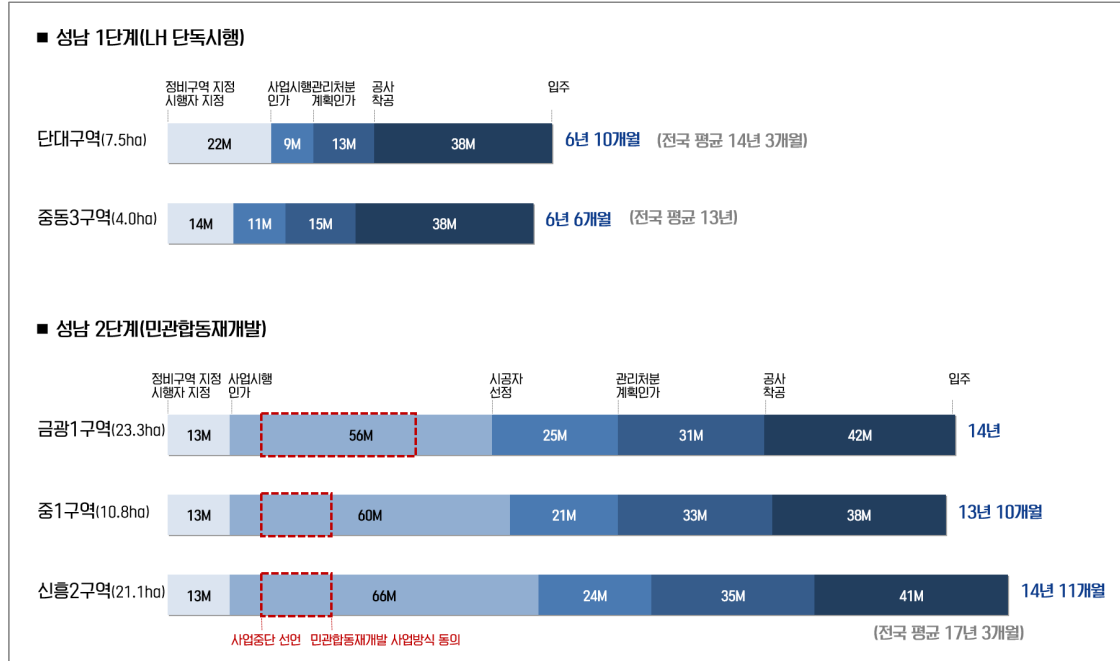 ■ 성남 1단계(LH 단독시행)
정비구역 지정 사업시행관리처분 공사 입주
시행자 지정 인가 계획인가 착공
단대구역(7.5ha) 22M 9M 13M 38M 6년 10개월 (전국 평균 14년 3개월)
중동3구역(4.0ha) 14M 11M 15M 38M 6년 6개월 (전국 평균 13년)
■ 성남 2단계(민관합동재개발)
정비구역 지정 사업시행 시공자 관리처분 공사 입주
시행자 지정 인가 선정 계획인가 착공
금광1구역(23.3ha) 13M 56M 25M 31M 42M 14년
중1구역(10.8ha) 13M 60M 21M 33M 38M 13년 10개월
신흥2구역(21.1ha) 13M 66M 24M 35M 41M 14년 11개월
사업중단 선언 민관합동재개발 사업방식 동의 (전국 평균 17년 3개월)